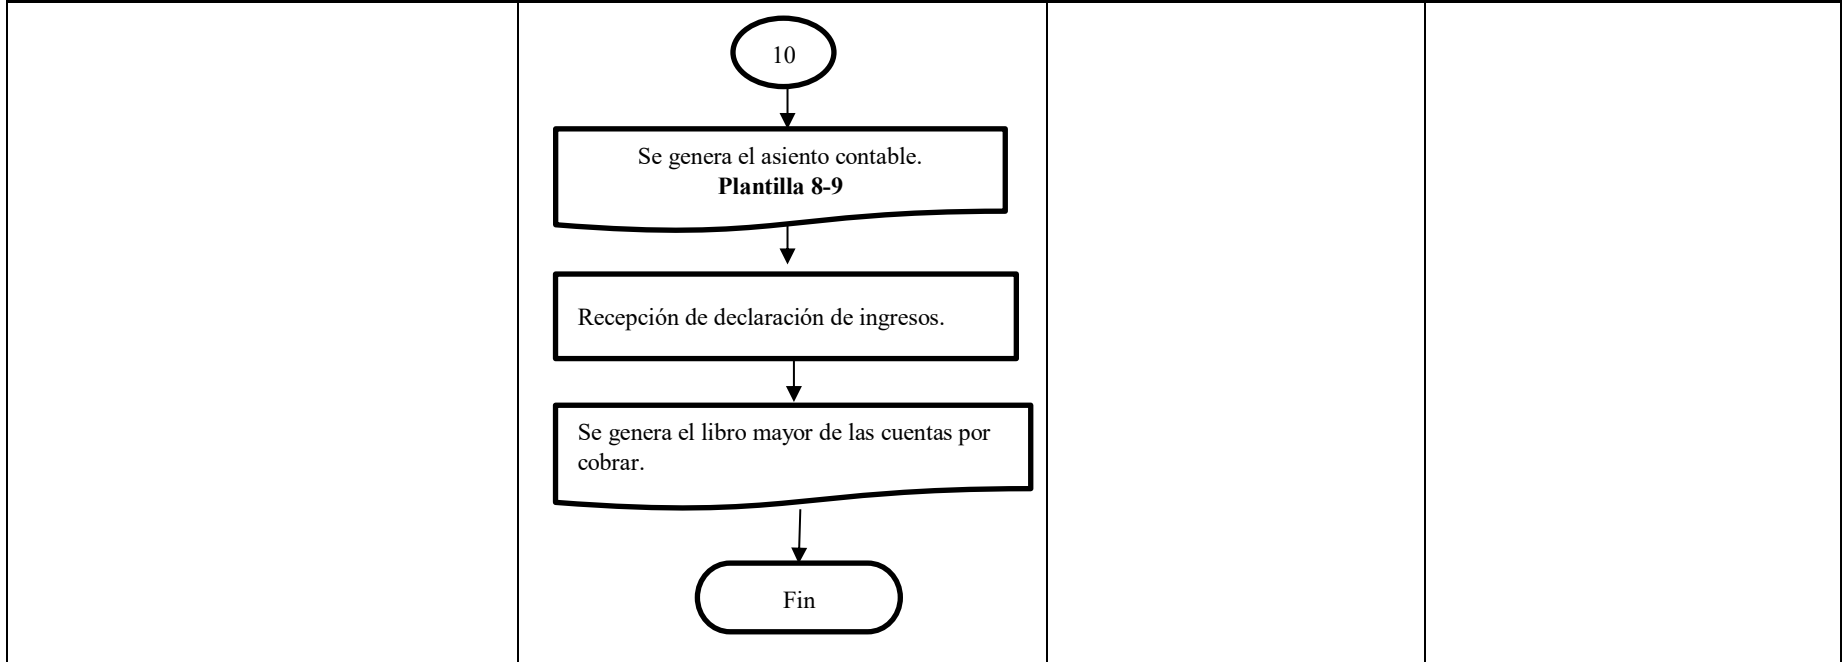 10
Se genera el asiento contable.
Plantilla 8-9
Recepción de declaración de ingresos.
Se genera el libro mayor de las cuentas por
cobrar.
Fin